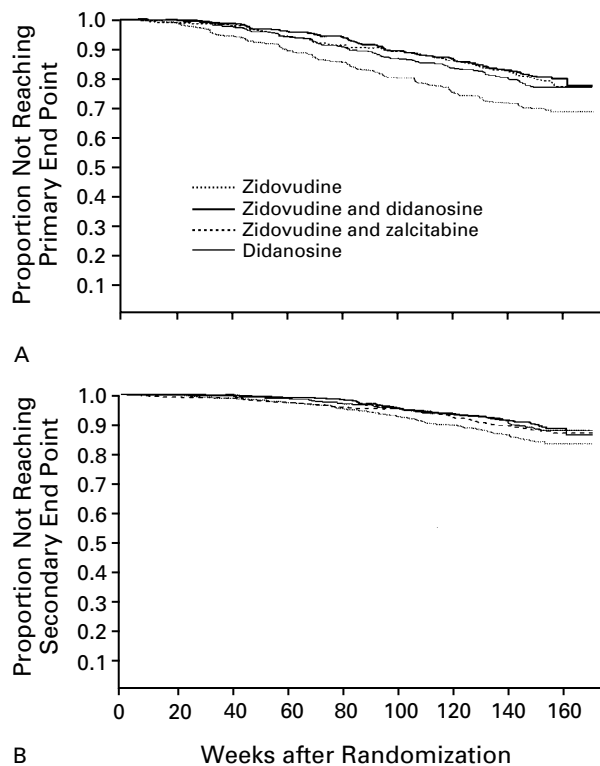 Proportion Not Reaching
Primary End Point
1.0
0.9
0.8
0.7
0.6
0.5
0.4
0.3
0.2
0.1
Zidovudine
Zidovudine and didanosine
Zidovudine and zalcitabine
Didanosine
A
Proportion Not Reaching
Secondary End Point
1.0
0.9
0.8
0.7
0.6
0.5
0.4
0.3
0.2
0.1
0 20 40 60 80 100 120 140 160
B
Weeks after Randomization